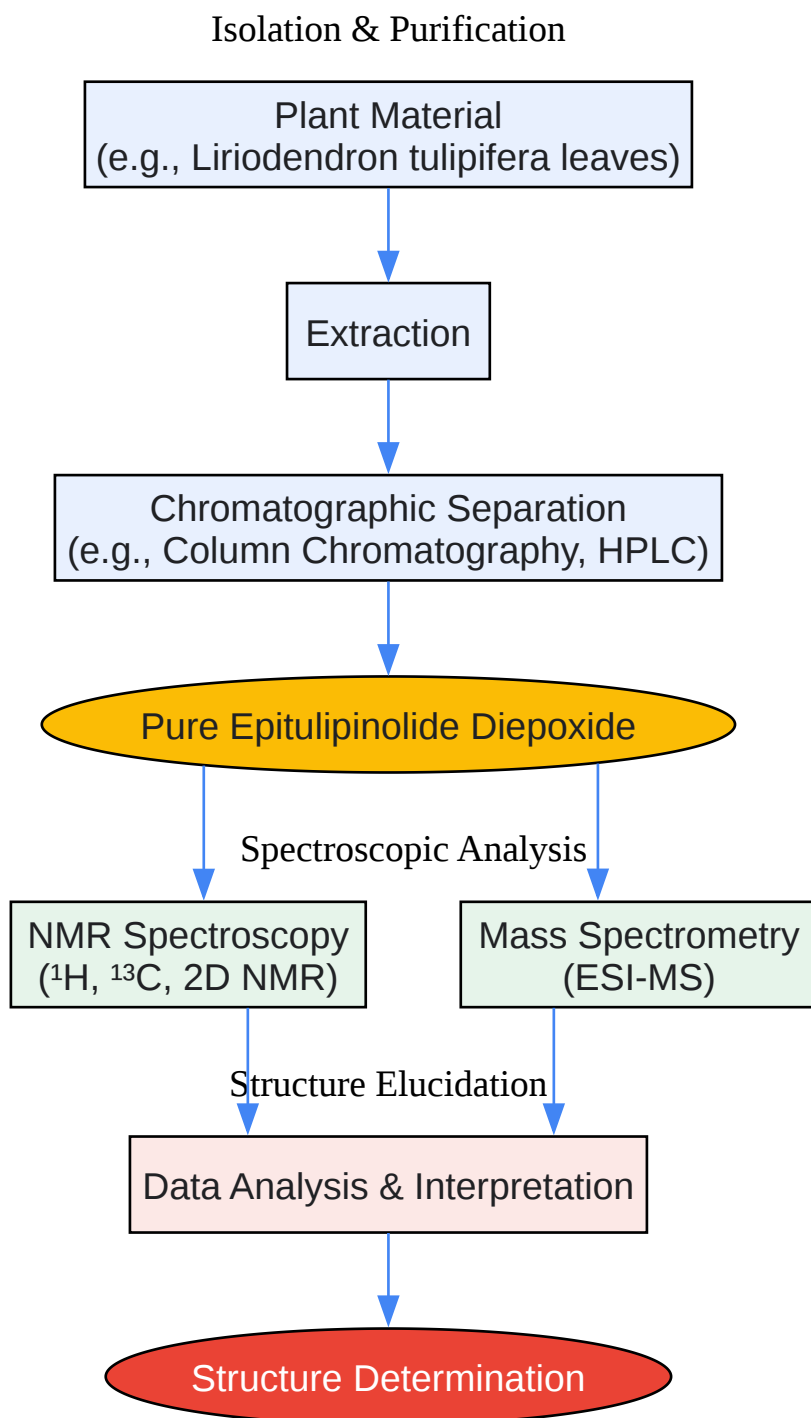 Isolation & Purification
Plant Material
(e.g., Liriodendron tulipifera leaves)
Extraction
Chromatographic Separation
(e.g., Column Chromatography, HPLC)
Pure Epitulipinolide Diepoxide
Spectroscopic Analysis
NMR Spectroscopy
(¹H, ¹³C, 2D NMR)
Mass Spectrometry
(ESI-MS)
Structure Elucidation
Data Analysis & Interpretation
Structure Determination